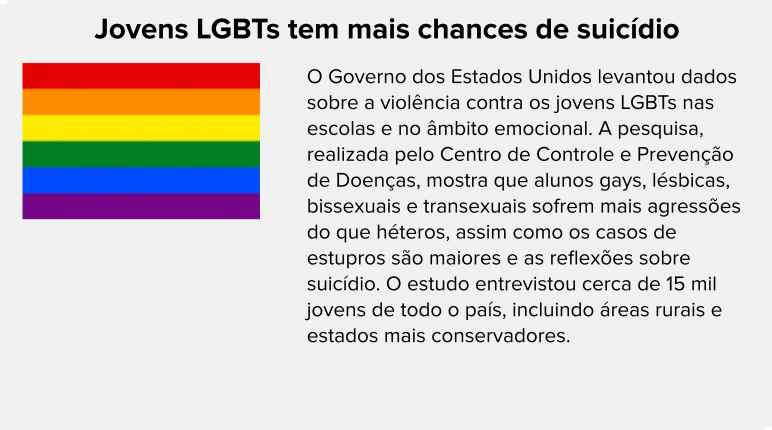 Jovens LGBTs tem mais chances de suicídio
O Governo dos Estados Unidos levantou dados
sobre a violência contra os jovens LGBTs nas
escolas e no âmbito emocional. A pesquisa,
realizada pelo Centro de Controle e Prevenção
de Doenças, mostra que alunos gays, lésbicas,
bissexuais e transexuais sofrem mais agressões
do que héteros, assim como os casos de
estupros são maiores e as reflexões sobre
suicídio. O estudo entrevistou cerca de 15 mil
jovens de todo o país, incluindo áreas rurais e
estados mais conservadores.